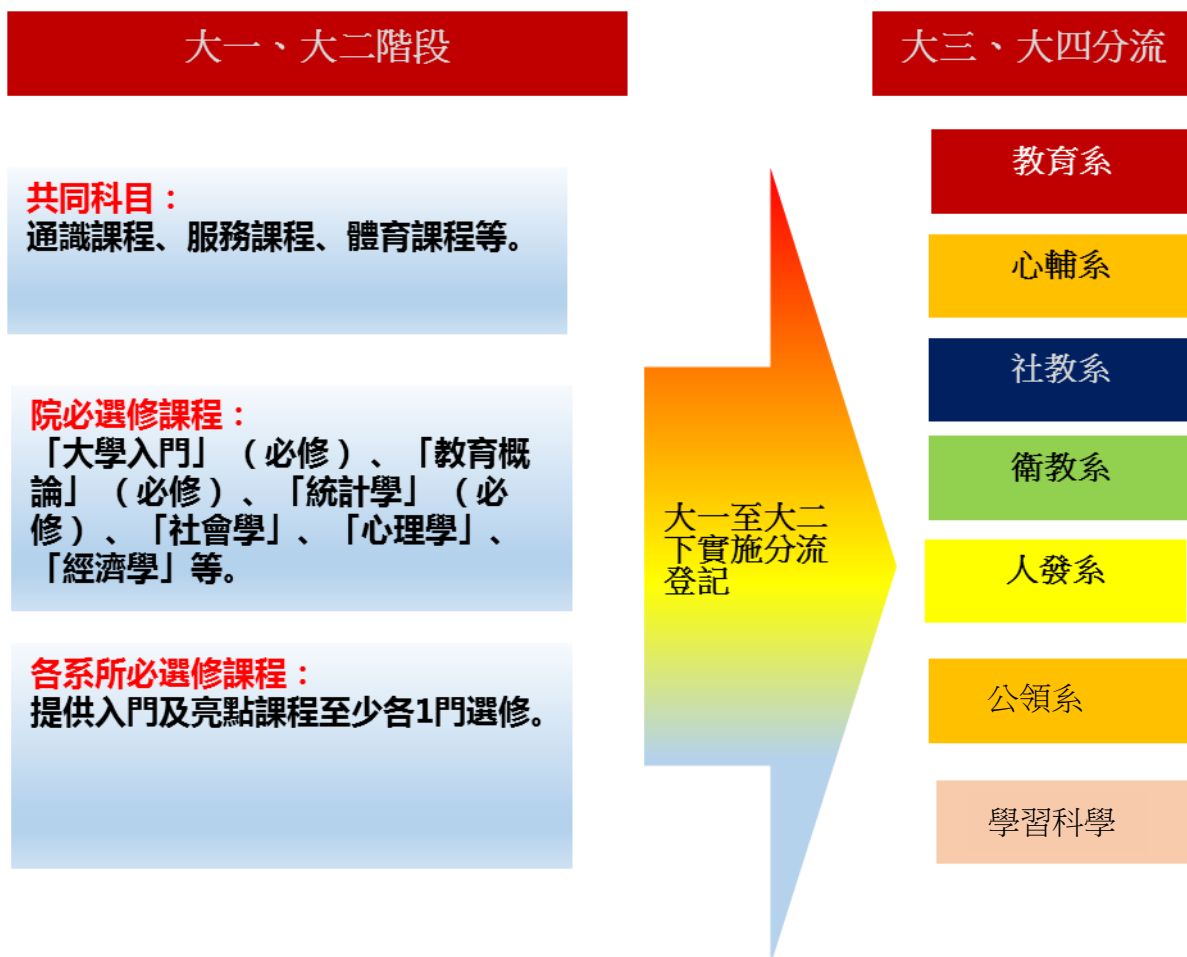 大一、大二階段
共同科目：
通識課程、服務課程、體育課程等。
院必選修課程：
「大學入門」（必修）、「教育概
論」（必修）、「統計學」（必
修）、「社會學」、「心理學」、
「經濟學」等。
各系所必選修課程：
提供入門及亮點課程至少各1門選修。
大一至大二
下實施分流
登記
大三、大四分流
教育系
心輔系
社教系
衛教系
人發系
公領系
學習科學